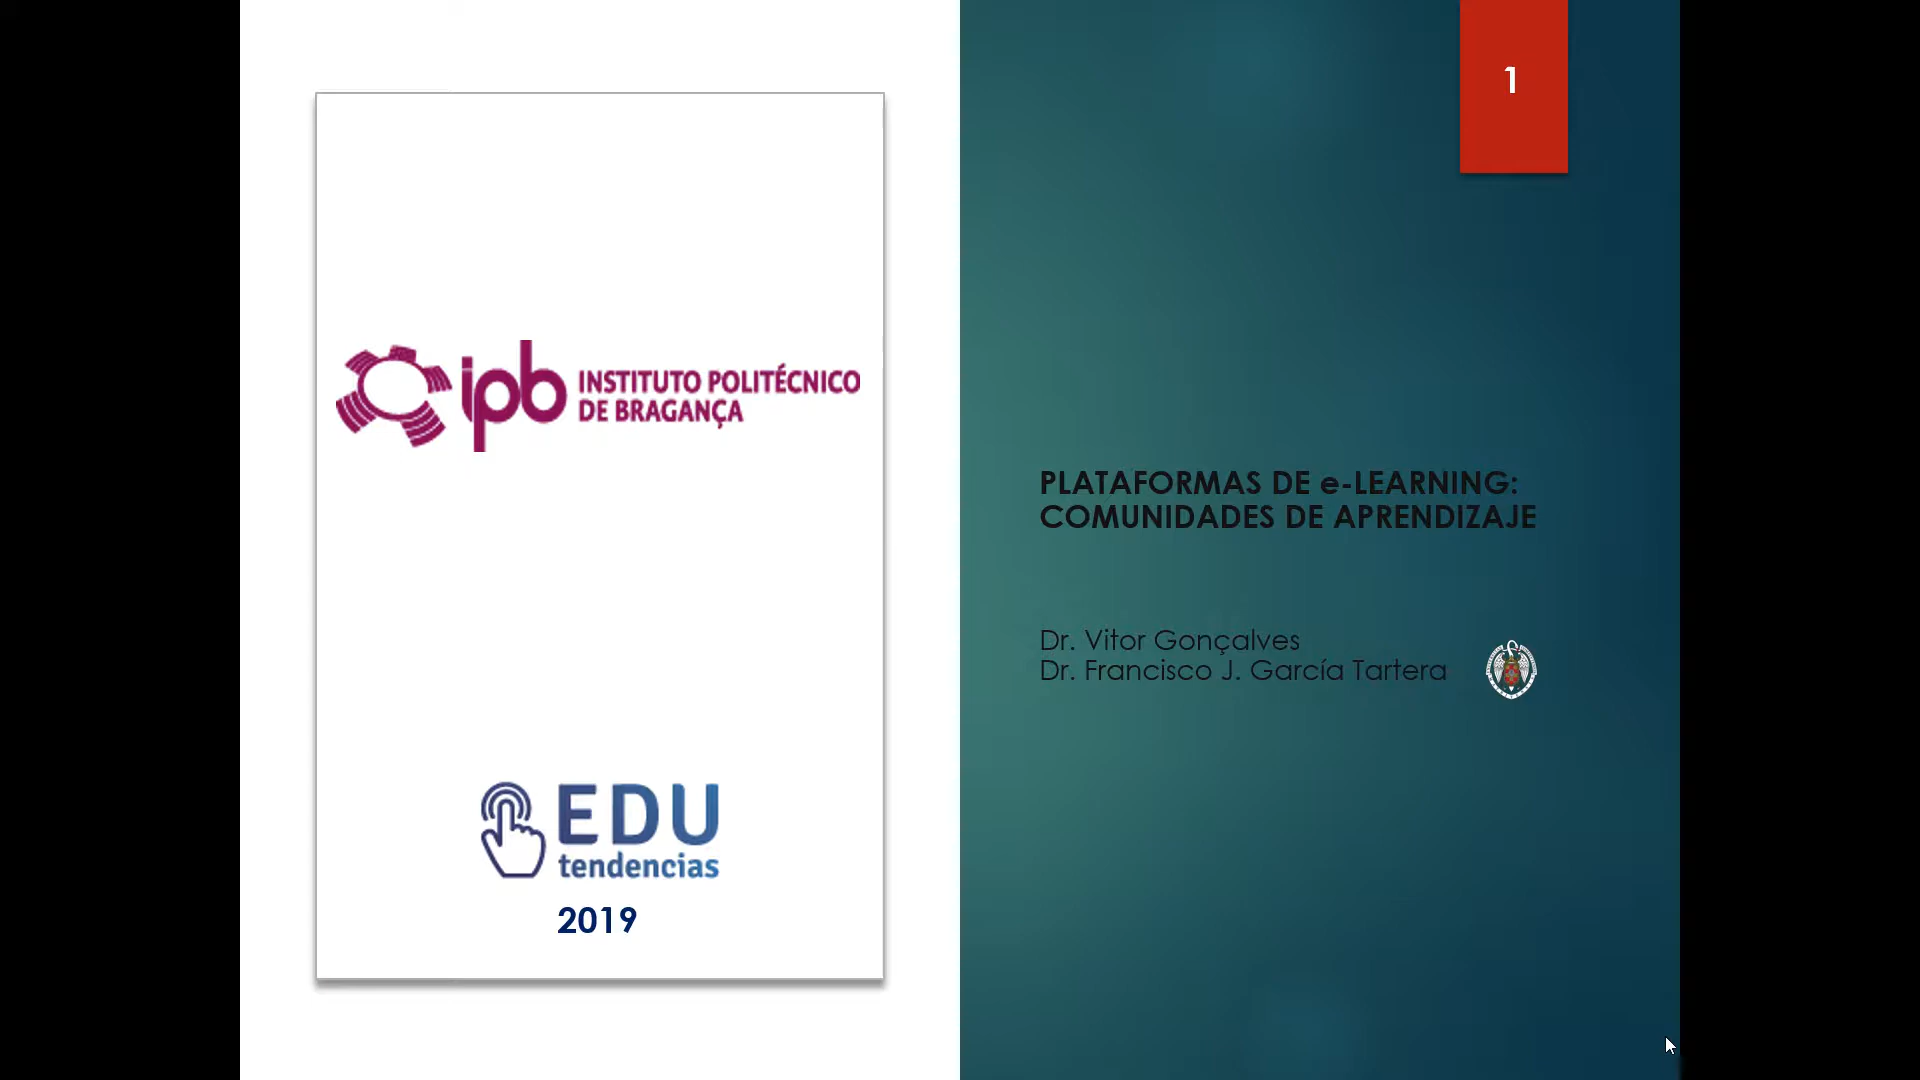 ipb INSTITUTO POLITÉCNICO
DE BRAGANÇA
EDU
tendencias
2019
1
PLATAFORMAS DE e-LEARNING:
COMUNIDADES DE APRENDIZAJE
Dr. Vitor Gonçalves
Dr. Francisco J. García Tartera